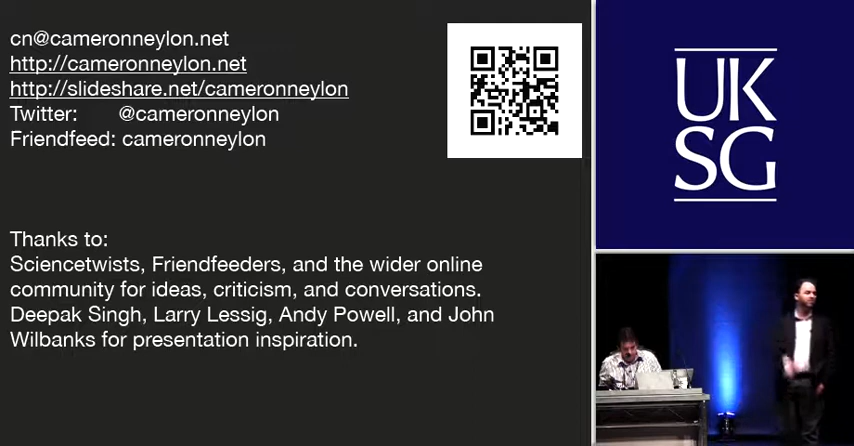 cn@cameronneylon.net
http://cameronneylon.net
http://slideshare.net/cameronneylon
Twitter: @cameronneylon
Friendfeed: cameronneylon
Thanks to:
Sciencetwists, Friendfeeders, and the wider online
community for ideas, criticism, and conversations.
Deepak Singh, Larry Lessig, Andy Powell, and John
Wilbanks for presentation inspiration.
UK
SG